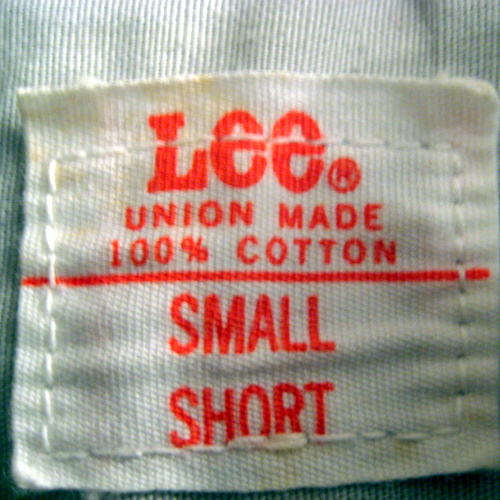 Lee®
UNION MADE
100% COTTON
SMALL
SHORT